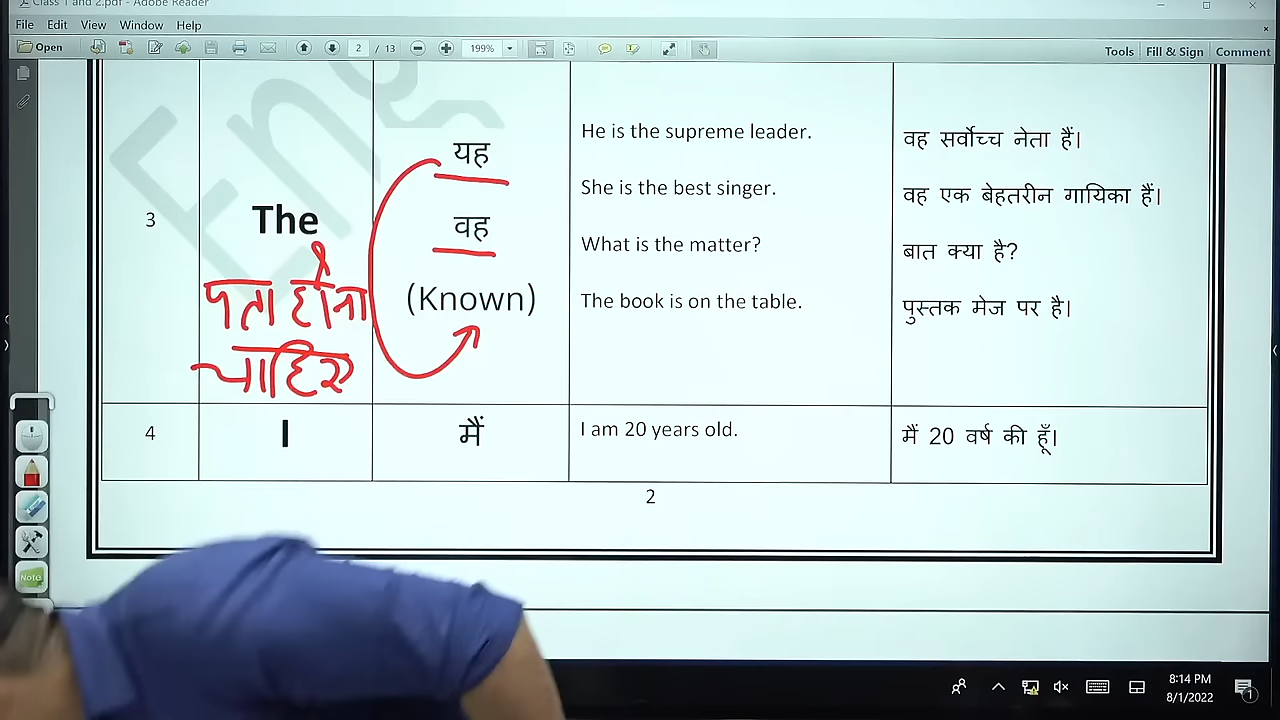 Class 1 and 2.pdf - Adobe Reader
File Edit View Window Help
Open 2 / 13 199% Tools Fill & Sign Comment
Eng
3
The
पता होना
चाहिए
यह
वह
(Known)
He is the supreme leader.
She is the best singer.
What is the matter?
The book is on the table.
वह सर्वोच्च नेता हैं।
वह एक बेहतरीन गायिका हैं।
बात क्या है?
पुस्तक मेज पर है।
4 I मैं I am 20 years old. मैं 20 वर्ष की हूँ।
2
Note
8:14 PM
8/1/2022
1